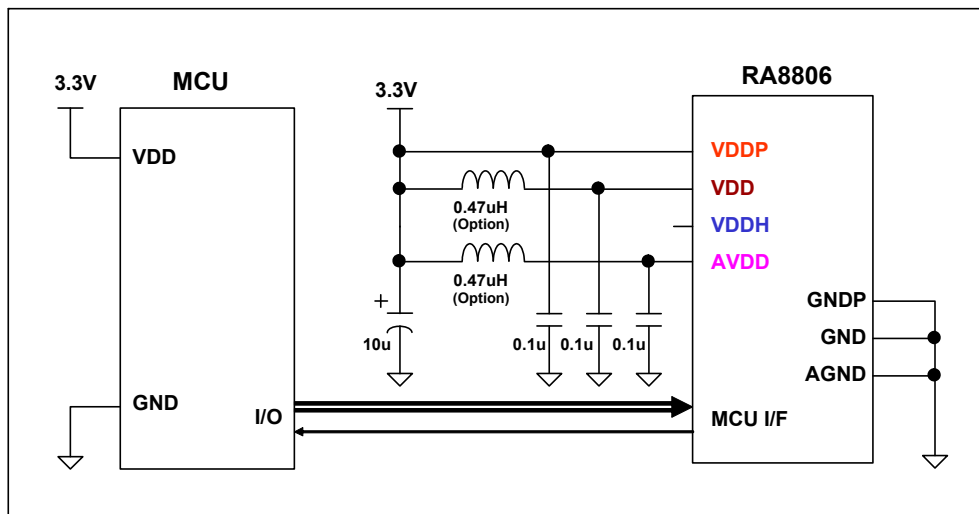 MCU
3.3V
VDD
GND
I/O
3.3V
0.47uH
(Option)
0.47uH
(Option)
+
10u
0.1u
0.1u
0.1u
RA8806
VDDP
VDD
VDDH
AVDD
GNDP
GND
AGND
MCU I/F